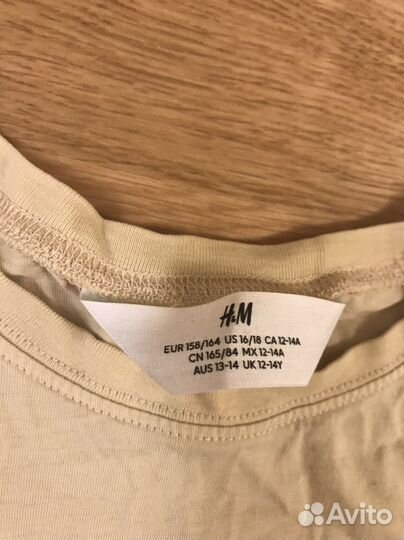 H&M
EUR 158/164 US 16/18 CA 12-14A
CN 165/84 MX 12-14A
AUS 13-14 UK 12-14Y
Avito